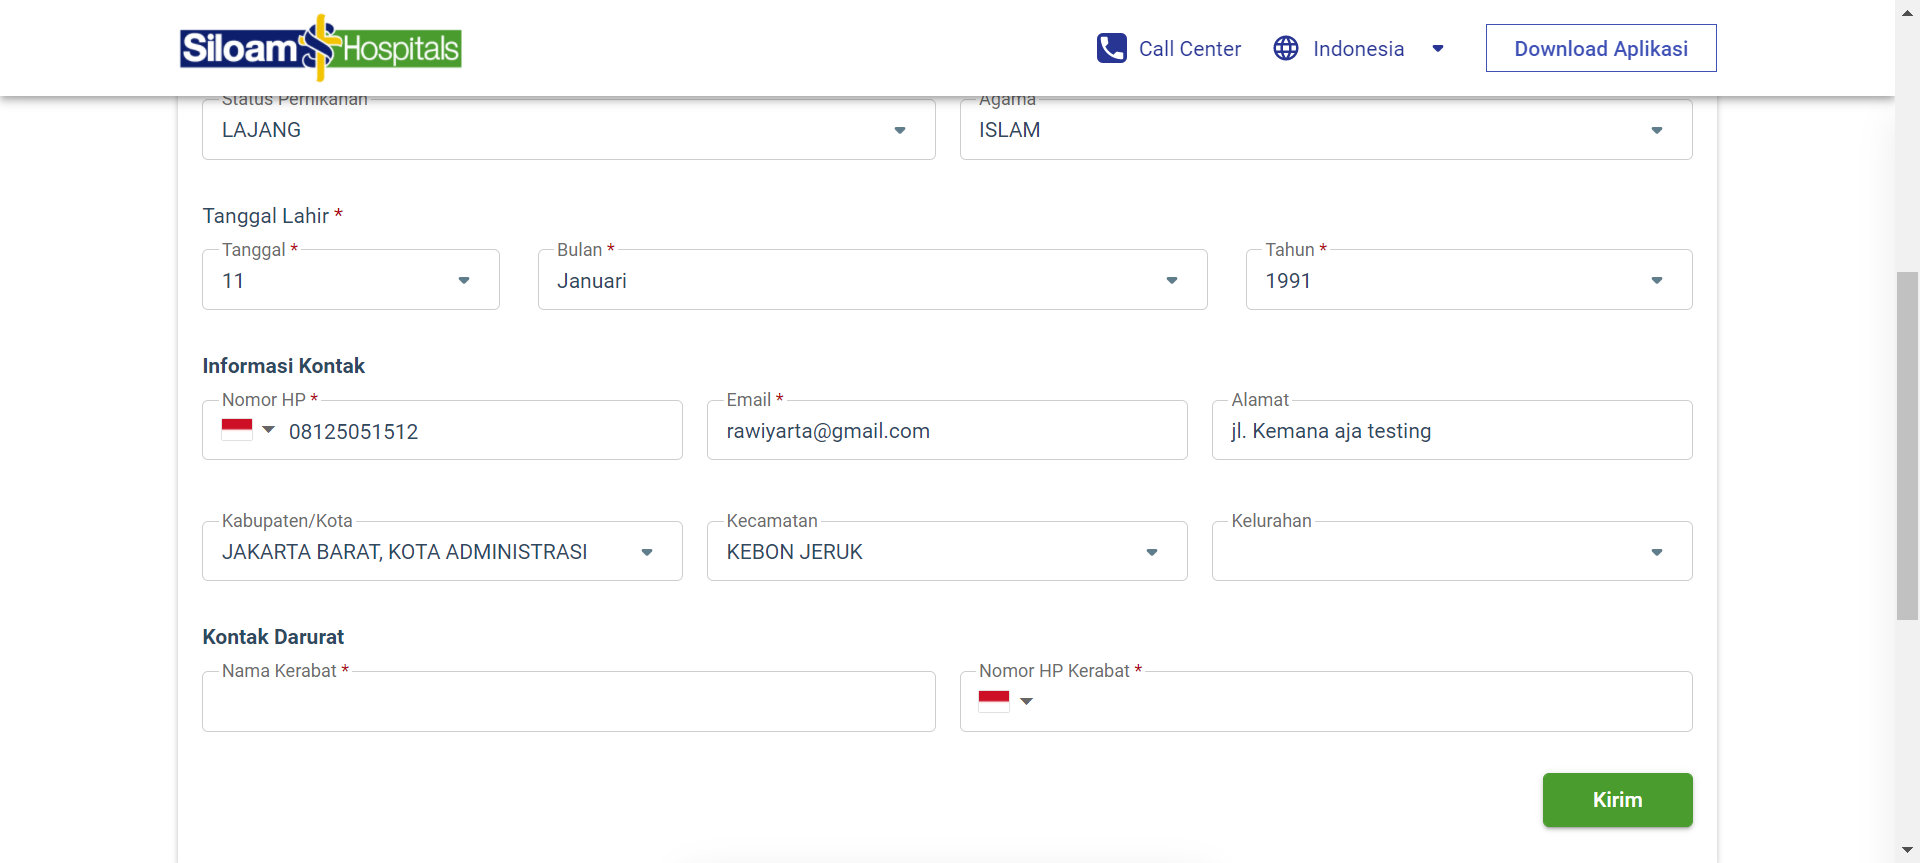 Siloam Hospitals
Call Center
Indonesia
Download Aplikasi
Status Pernikahan
Agama
LAJANG
ISLAM
Tanggal Lahir *
Tanggal *
Bulan *
Tahun *
11
Januari
1991
Informasi Kontak
Nomor HP *
Email *
Alamat
08125051512
rawiyarta@gmail.com
jl. Kemana aja testing
Kabupaten/Kota
Kecamatan
Kelurahan
JAKARTA BARAT, KOTA ADMINISTRASI
KEBON JERUK
Kontak Darurat
Nama Kerabat *
Nomor HP Kerabat *
Kirim